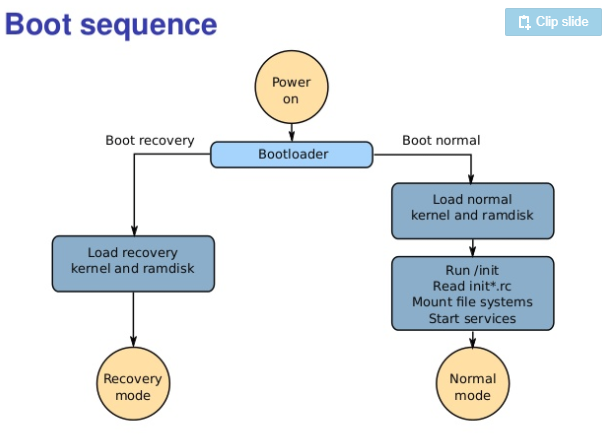 Boot sequence
Clip slide
Power
on
Boot recovery
Boot normal
Bootloader
Load normal
kernel and ramdisk
Load recovery
kernel and ramdisk
Run /init
Read init*.rc
Mount file systems
Start services
Recovery
mode
Normal
mode